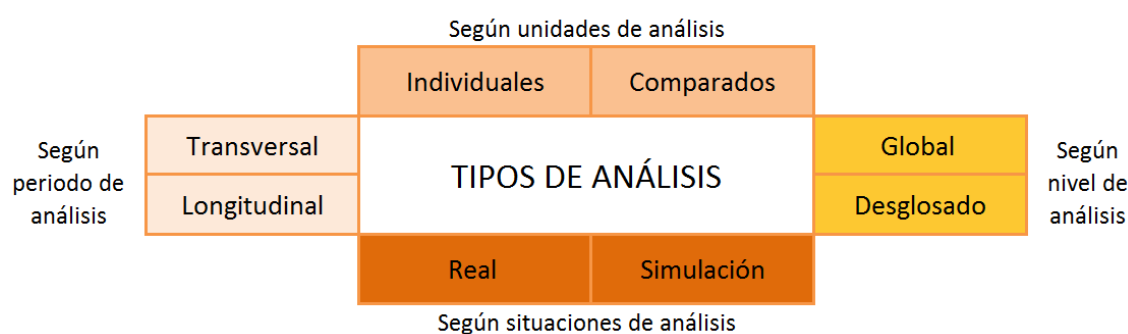 Según unidades de análisis
Individuales
Comparados
Según
periodo de
análisis
Transversal
Longitudinal
TIPOS DE ANÁLISIS
Global
Desglosado
Según
nivel de
análisis
Real
Simulación
Según situaciones de análisis